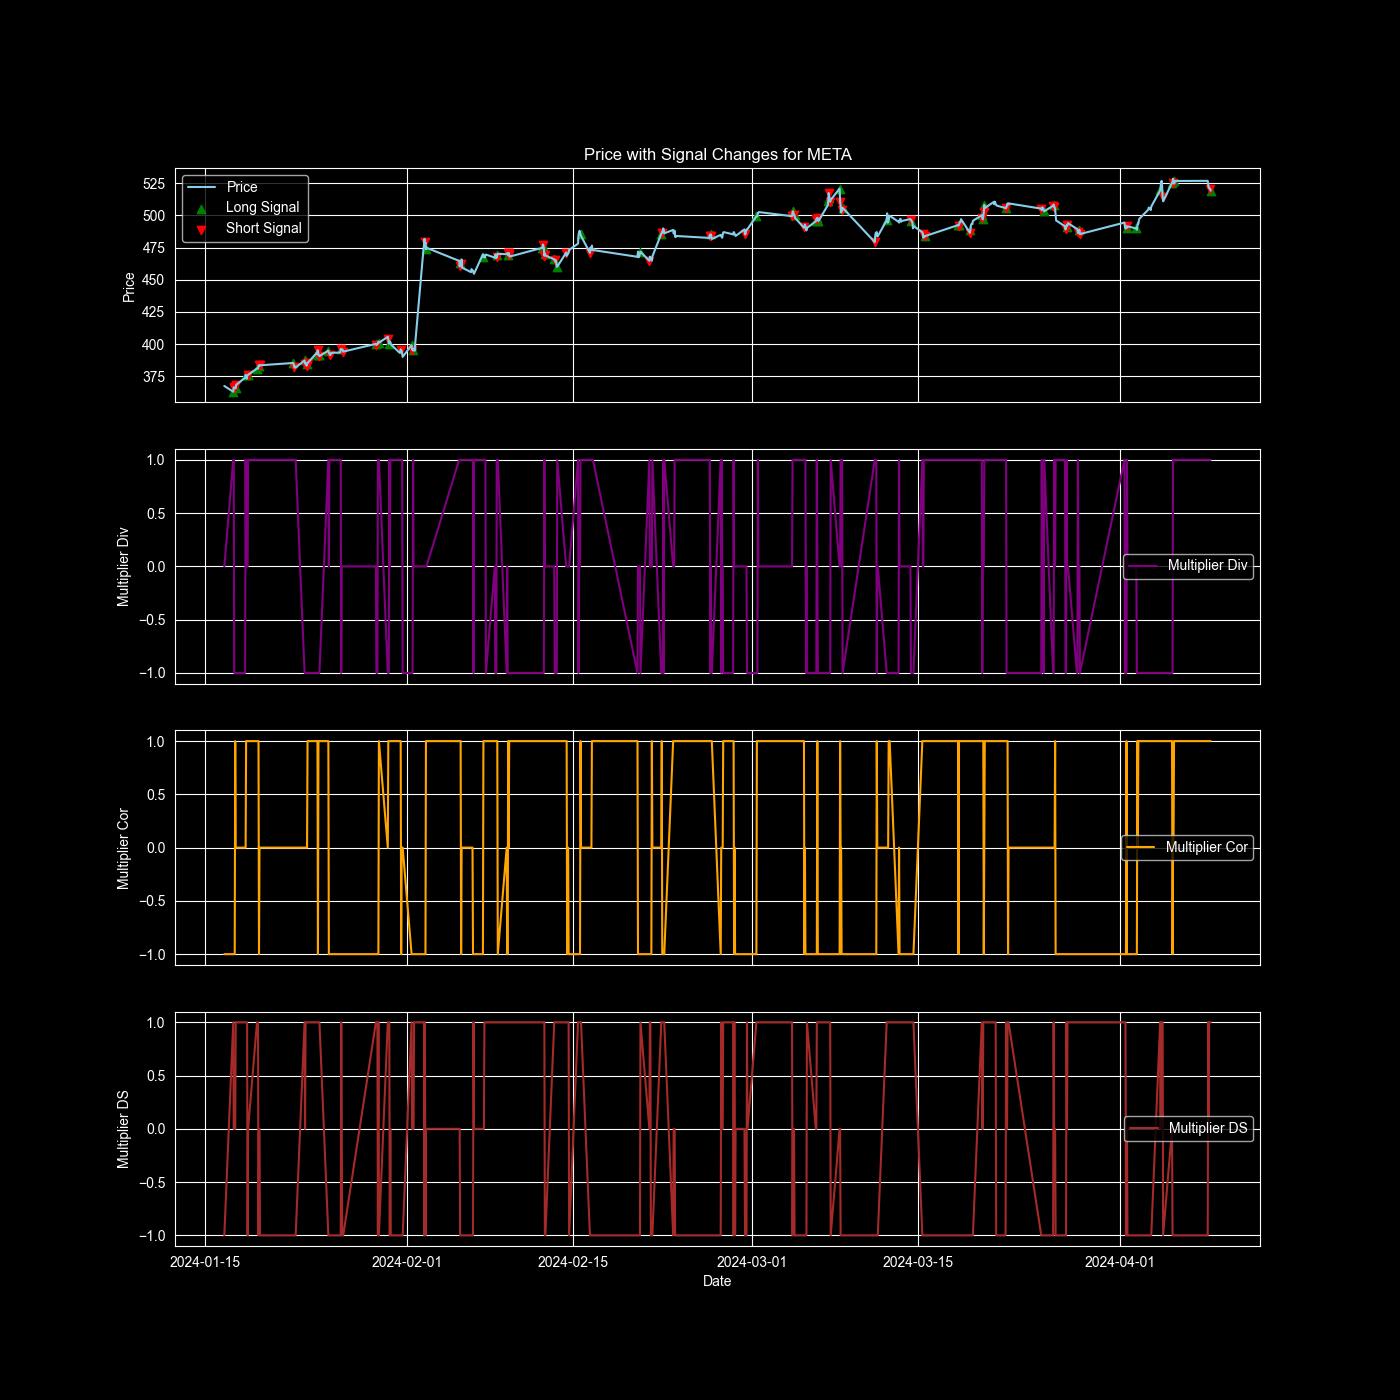 Price with Signal Changes for META
Price
Long Signal
Short Signal
525
500
475
450
425
400
375
Price
1.0
0.5
0.0
−0.5
−1.0
Multiplier Div
Multiplier Div
1.0
0.5
0.0
−0.5
−1.0
Multiplier Cor
Multiplier Cor
1.0
0.5
0.0
−0.5
−1.0
Multiplier DS
Multiplier DS
2024-01-15 2024-02-01 2024-02-15 2024-03-01 2024-03-15 2024-04-01
Date